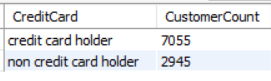 CreditCard CustomerCount
credit card holder 7055
non credit card holder 2945